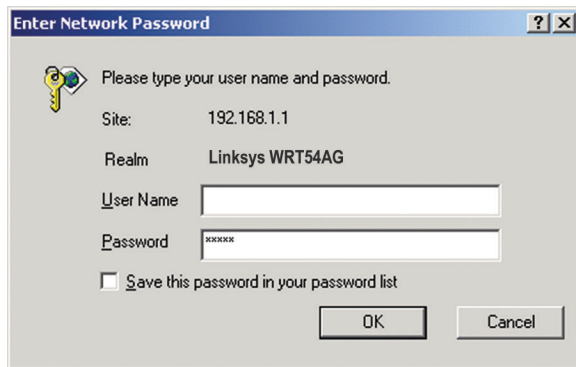 Enter Network Password
Please type your user name and password.
Site: 192.168.1.1
Realm Linksys WRT54AG
User Name
Password *****
Save this password in your password list
OK Cancel